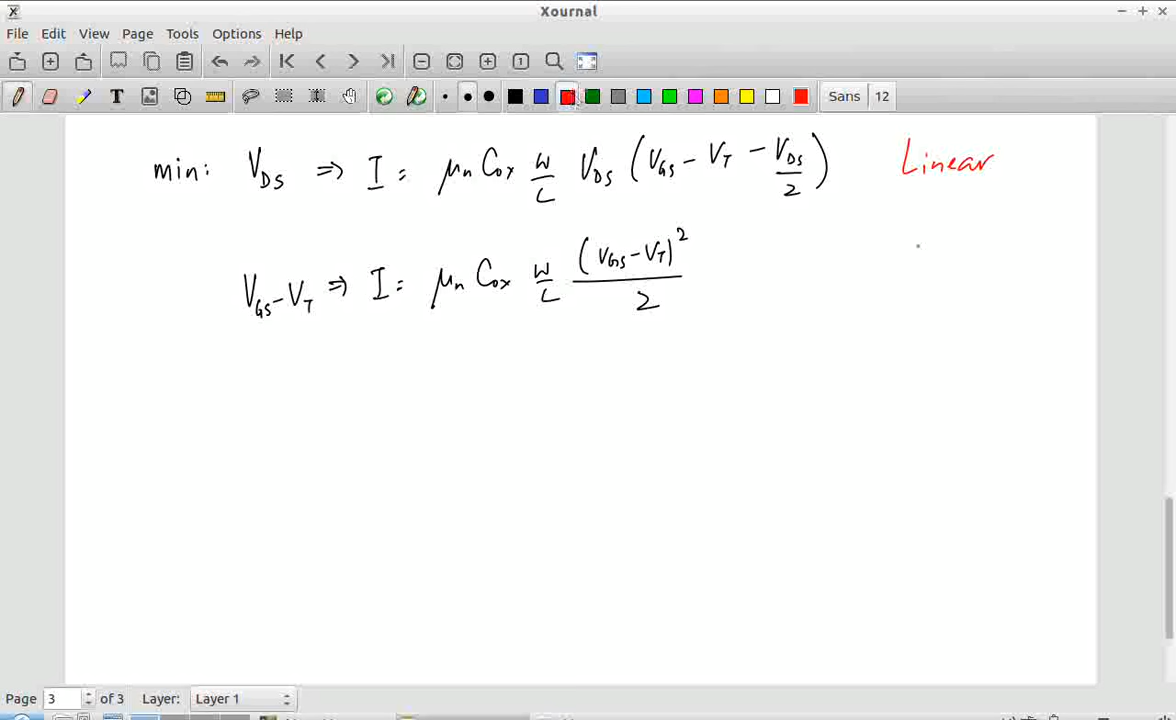 Xournal
File Edit View Page Tools Options Help
Sans 12
min: V_DS ⇒ I = μn Cox W/L V_DS (V_GS − V_T − V_DS/2) Linear
V_GS − V_T ⇒ I = μn Cox W/L (V_GS − V_T)²/2
Page 3 of 3 Layer: Layer 1